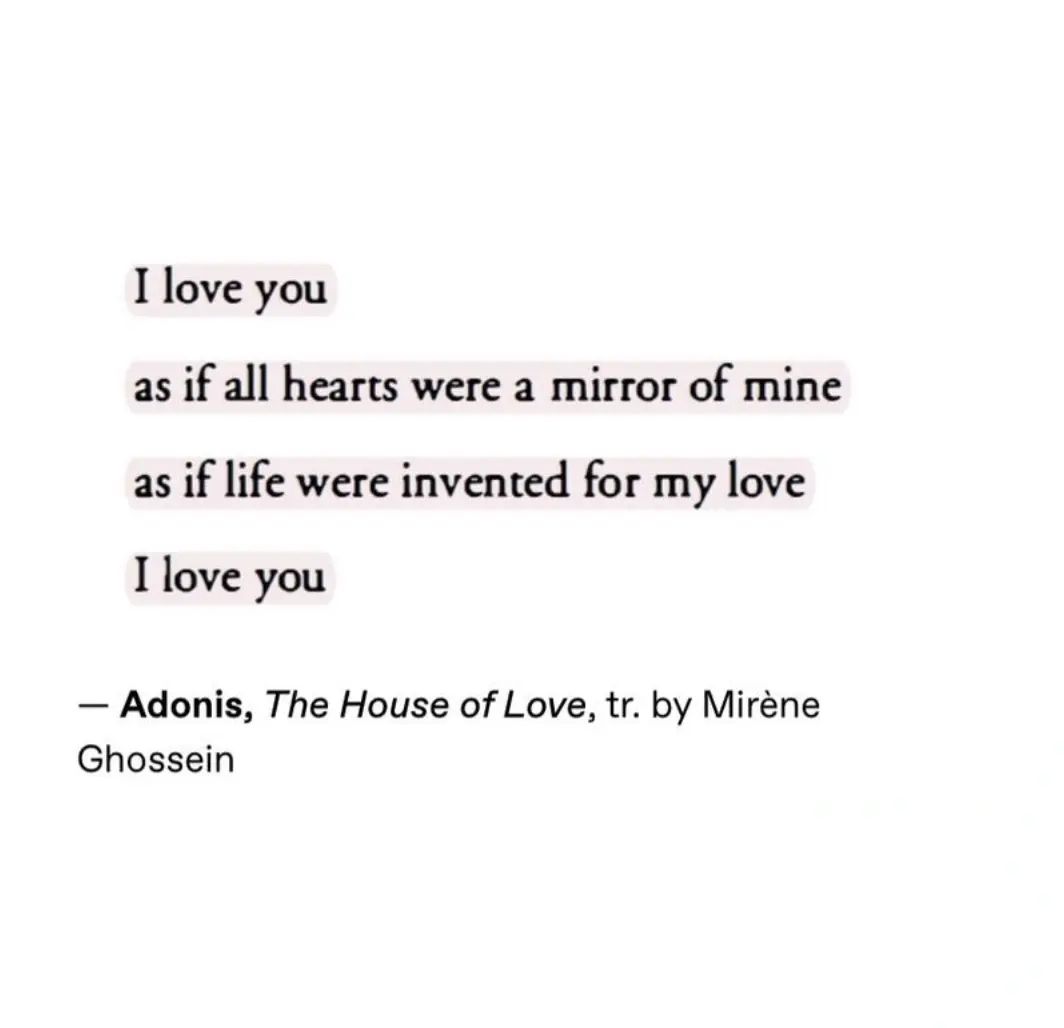 I love you
as if all hearts were a mirror of mine
as if life were invented for my love
I love you
— Adonis, The House of Love, tr. by Mirène
Ghossein